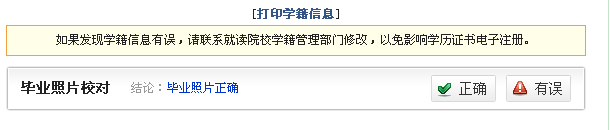 [打印学籍信息]
如果发现学籍信息有误，请联系就读院校学籍管理部门修改，以免影响学历证书电子注册。
毕业照片校对 结论：毕业照片正确 正确 有误